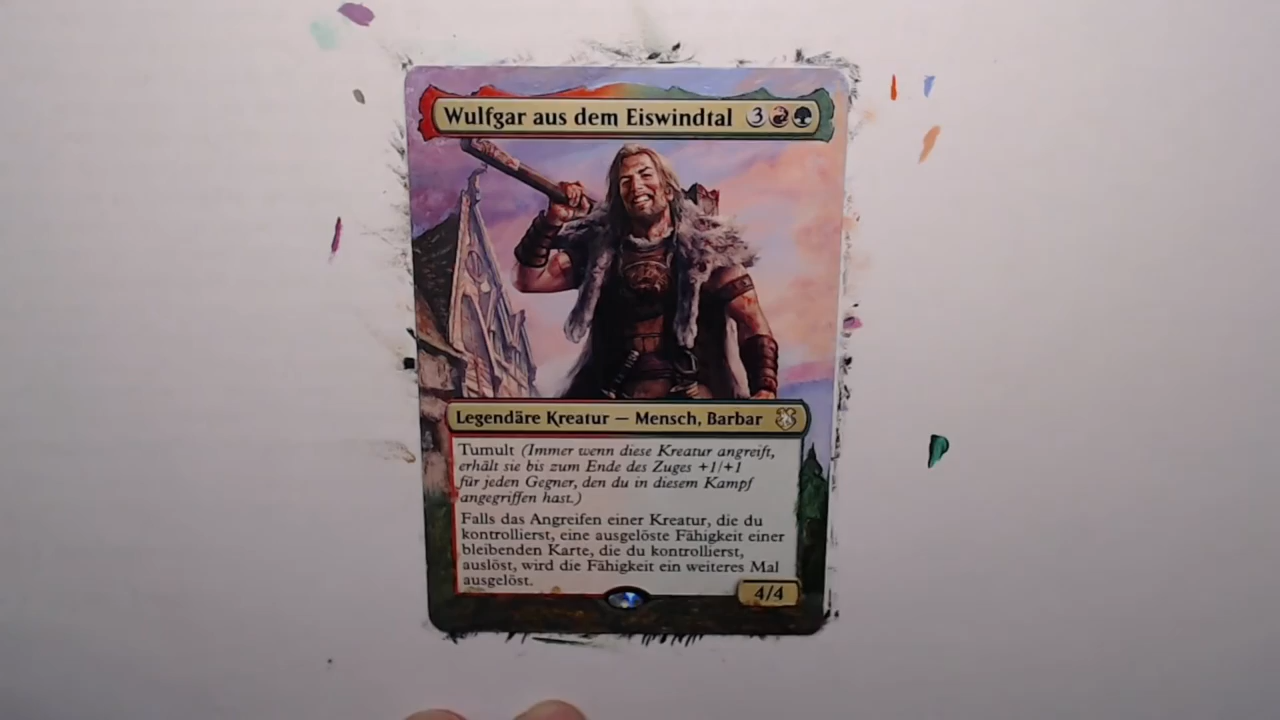 Wulfgar aus dem Eiswindtal 3
Legendäre Kreatur — Mensch, Barbar
Tumult (Immer wenn diese Kreatur angreift,
erhält sie bis zum Ende des Zuges +1/+1
für jeden Gegner, den du in diesem Kampf
angegriffen hast.)
Falls das Angreifen einer Kreatur, die du
kontrollierst, eine ausgelöste Fähigkeit einer
bleibenden Karte, die du kontrollierst,
auslöst, wird die Fähigkeit ein weiteres Mal
ausgelöst.
4/4